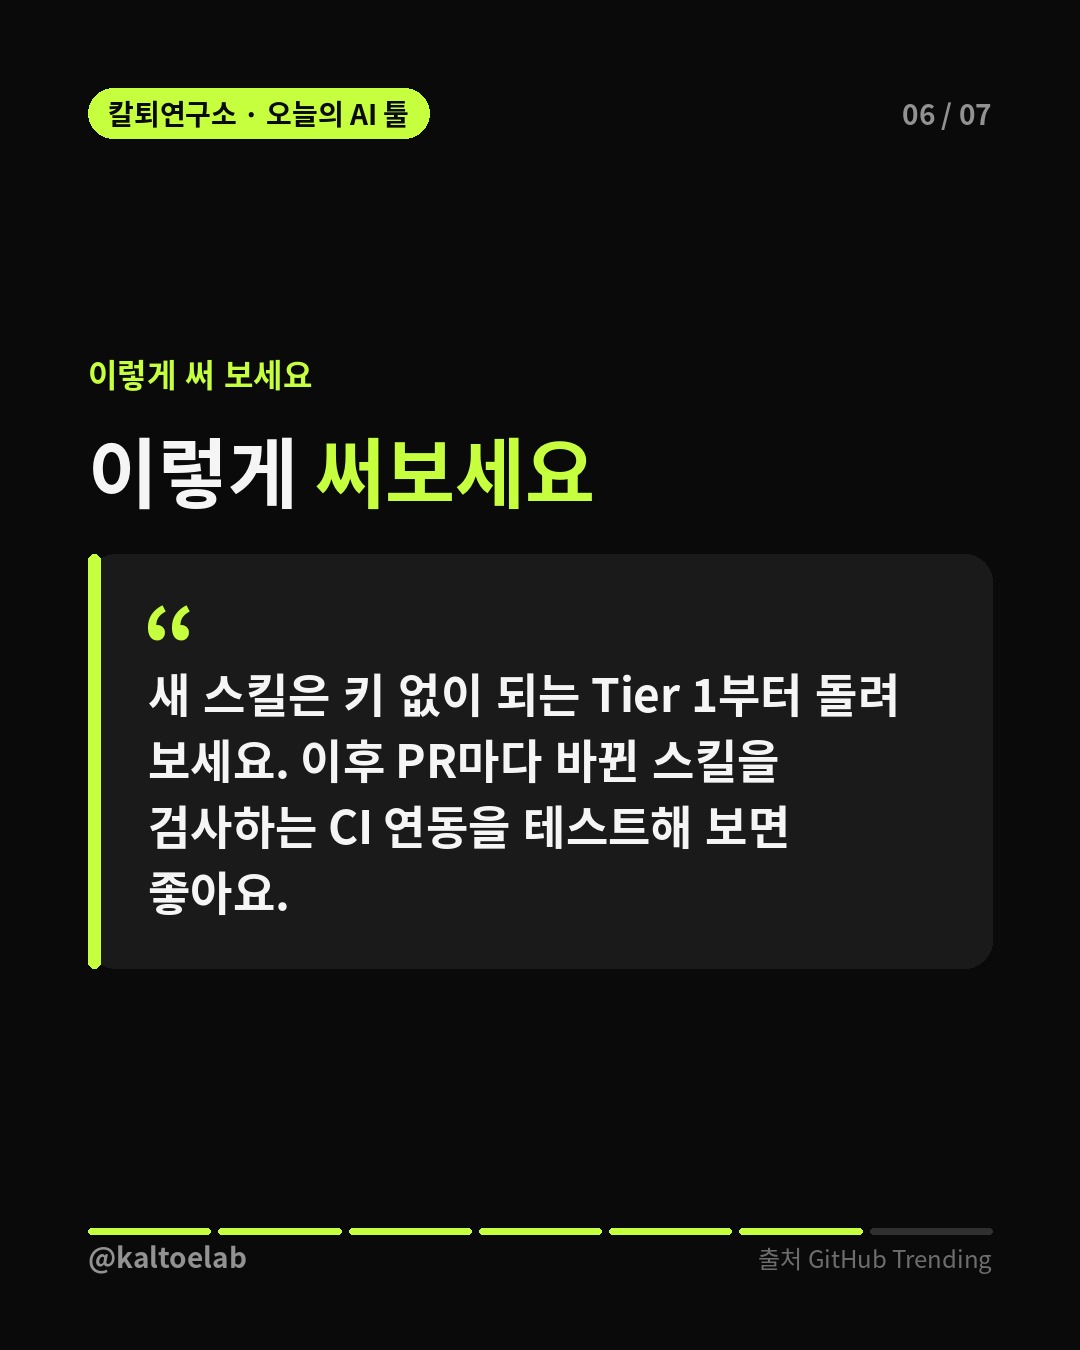 칼퇴연구소 · 오늘의 AI 툴
06 / 07
이렇게 써 보세요
이렇게 써보세요
“
새 스킬은 키 없이 되는 Tier 1부터 돌려
보세요. 이후 PR마다 바뀐 스킬을
검사하는 CI 연동을 테스트해 보면
좋아요.
@kaltoelab
출처 GitHub Trending